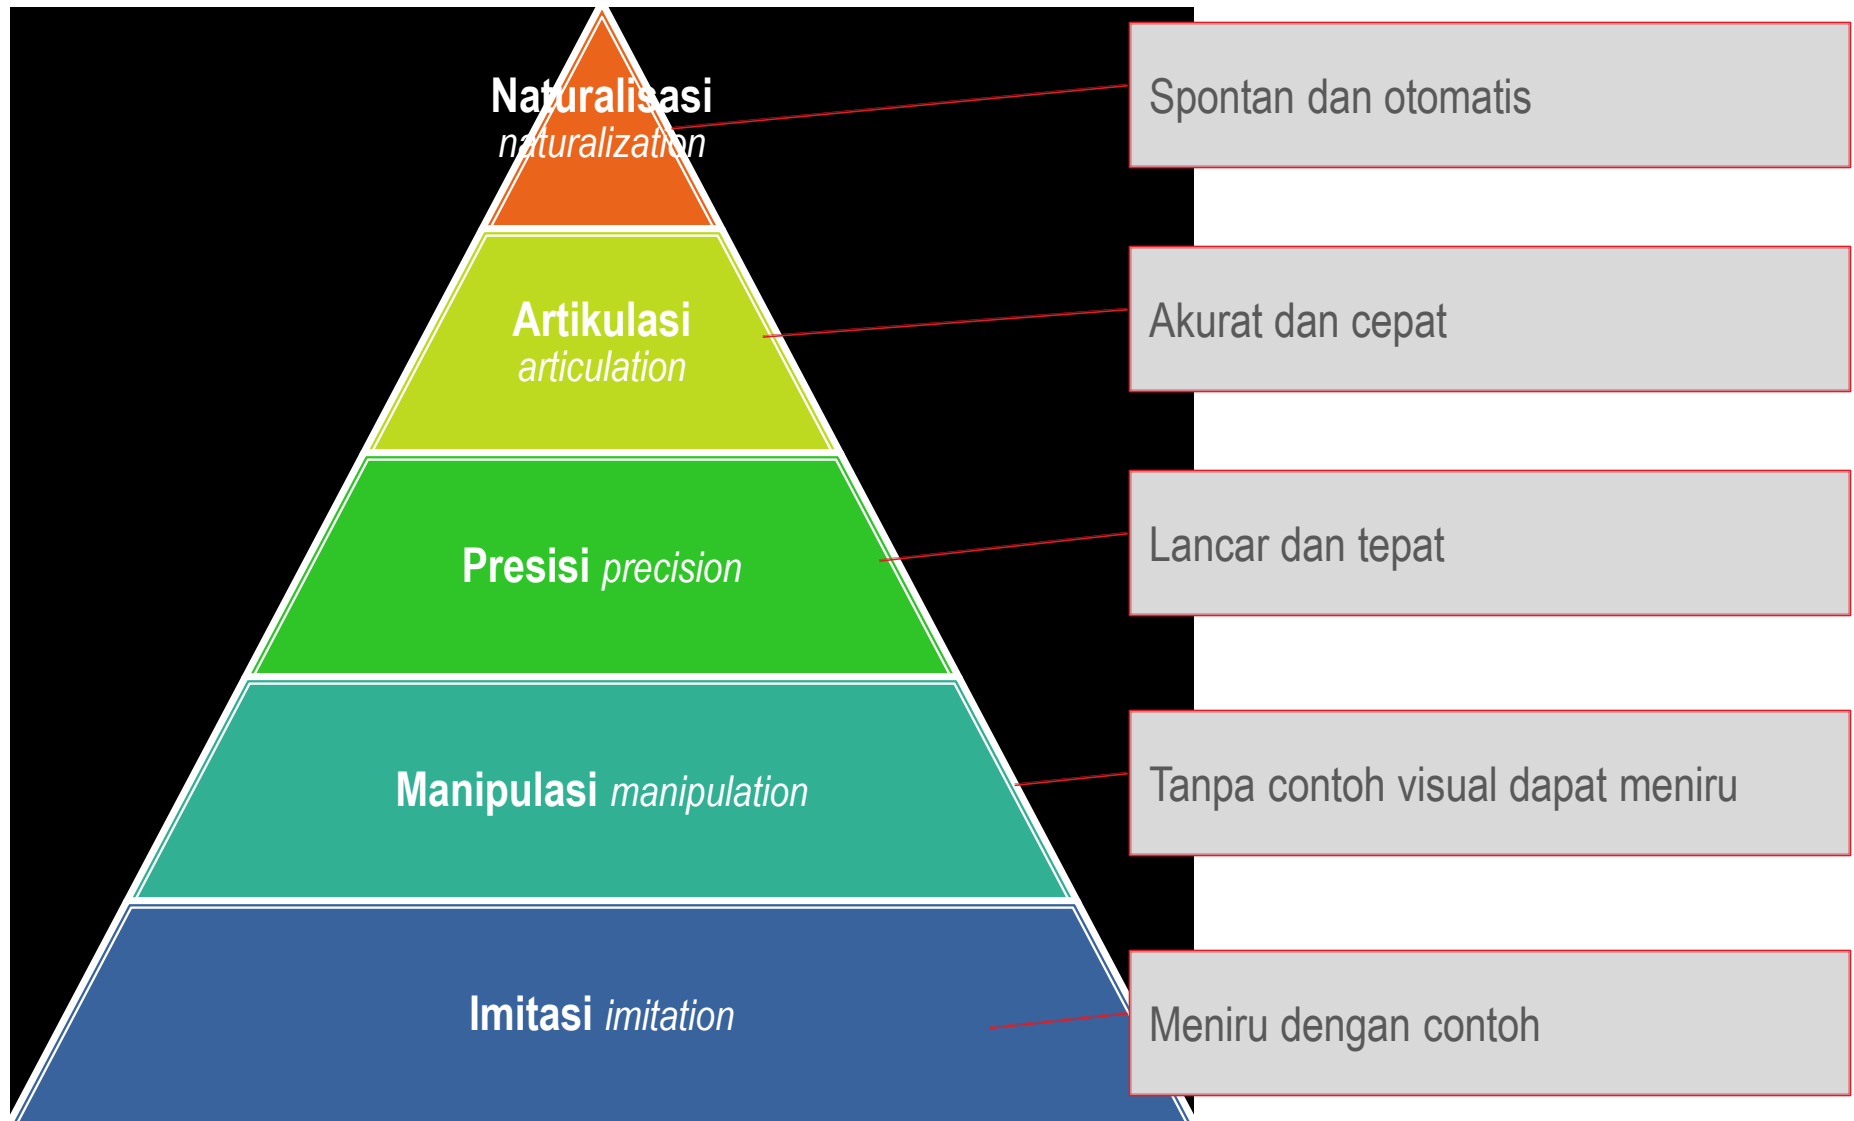 Naturalisasi
naturalization
Spontan dan otomatis
Artikulasi
articulation
Akurat dan cepat
Presisi precision
Lancar dan tepat
Manipulasi manipulation
Tanpa contoh visual dapat meniru
Imitasi imitation
Meniru dengan contoh